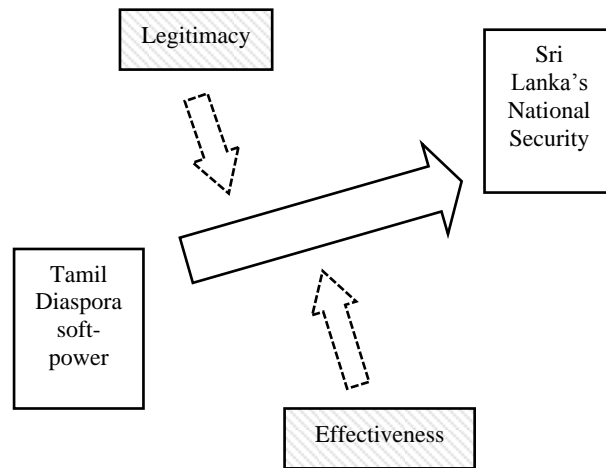 Legitimacy
Sri
Lanka's
National
Security
Tamil
Diaspora
soft-
power
Effectiveness